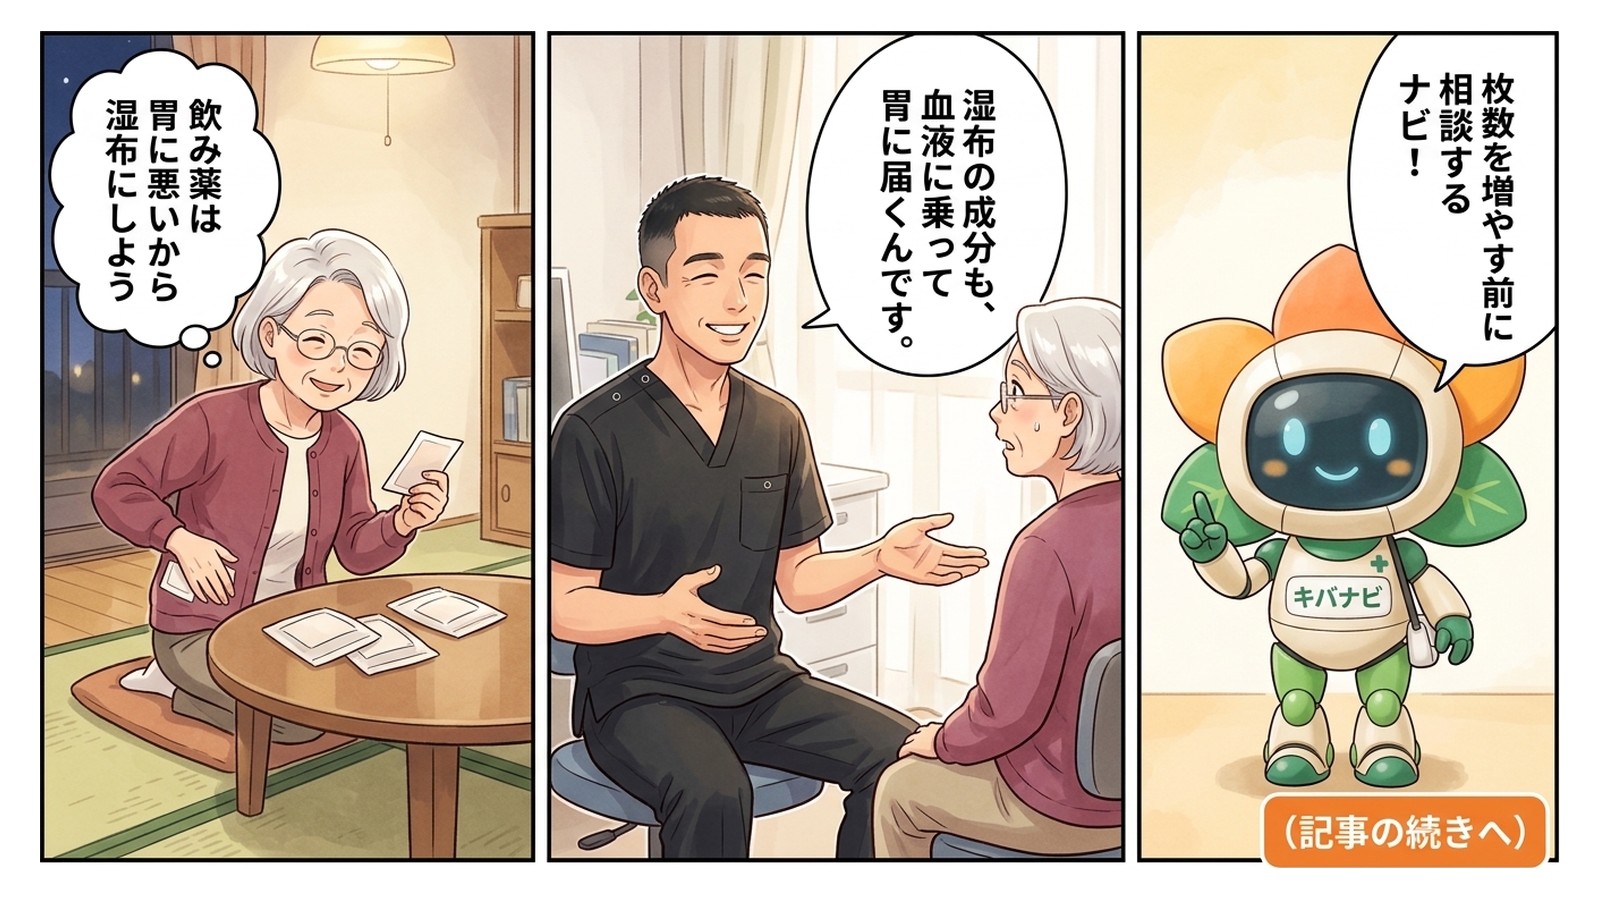 飲み薬は
胃に悪いから
湿布にしよう
湿布の成分も、
血液に乗って
胃に届くんです。
枚数を増やす前に
相談する
ナビ！
キバナビ
（記事の続きへ）